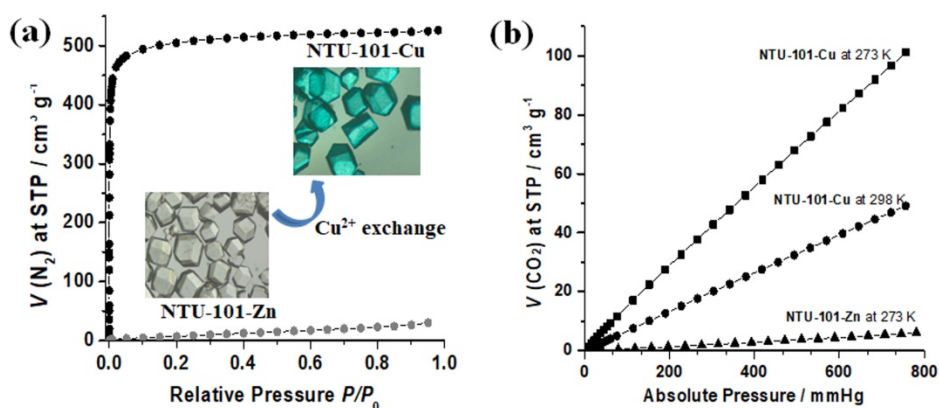 (a)
V (N₂) at STP / cm³ g⁻¹
500
400
300
200
100
0
NTU-101-Cu
Cu²⁺ exchange
NTU-101-Zn
0.0 0.2 0.4 0.6 0.8 1.0
Relative Pressure P/P₀
(b)
V (CO₂) at STP / cm³ g⁻¹
100
80
60
40
20
0
NTU-101-Cu at 273 K
NTU-101-Cu at 298 K
NTU-101-Zn at 273 K
0 200 400 600 800
Absolute Pressure / mmHg